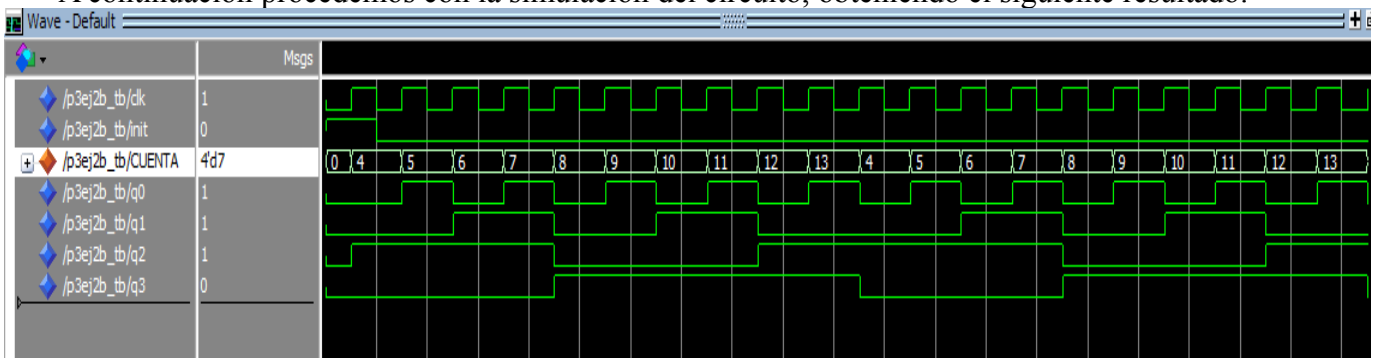 A continuación procedemos con la simulación del circuito, obteniendo el siguiente resultado:
Wave - Default
Msgs
/p3ej2b_tb/clk 1
/p3ej2b_tb/init 0
/p3ej2b_tb/CUENTA 4'd7 0 4 5 6 7 8 9 10 11 12 13 4 5 6 7 8 9 10 11 12 13
/p3ej2b_tb/q0 1
/p3ej2b_tb/q1 1
/p3ej2b_tb/q2 1
/p3ej2b_tb/q3 0